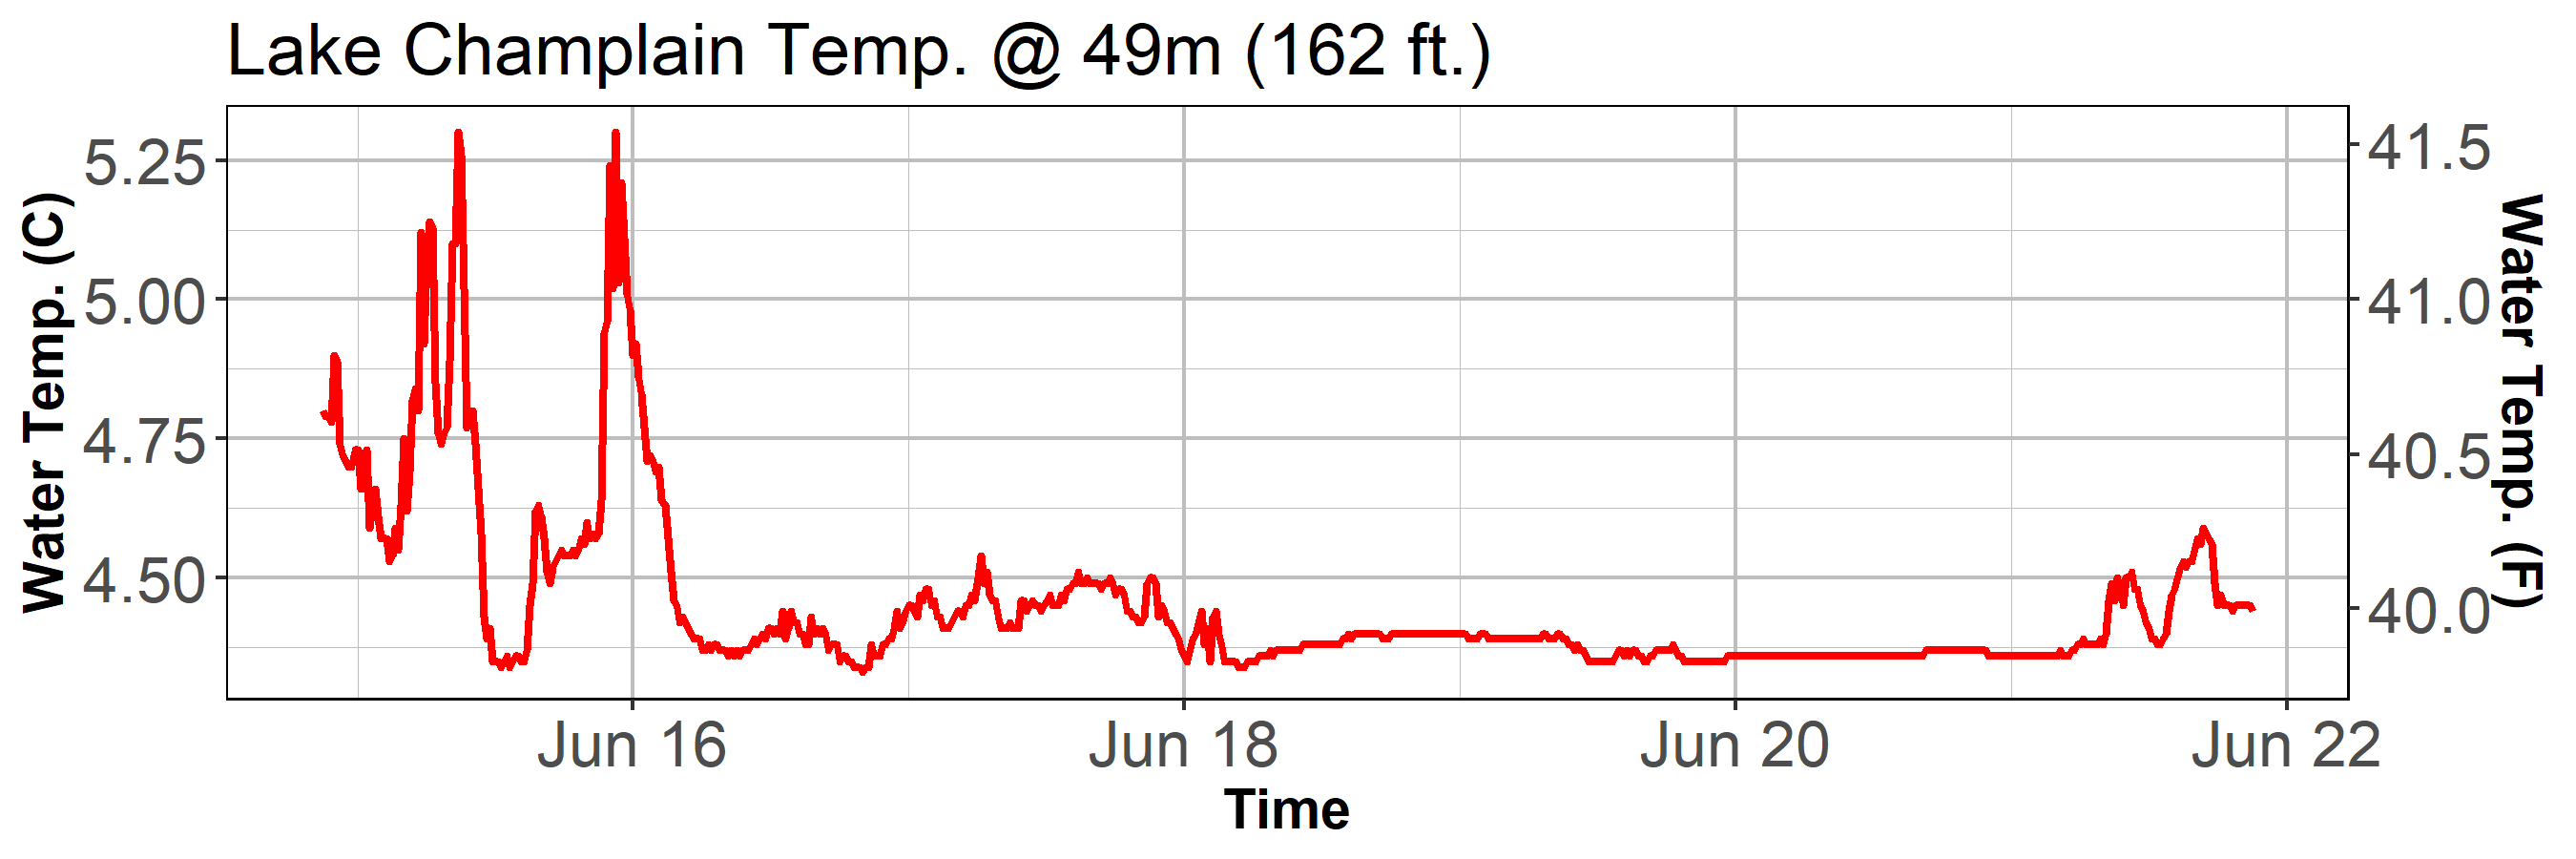 Lake Champlain Temp. @ 49m (162 ft.)
Water Temp. (C)
5.25
5.00
4.75
4.50
41.5
41.0
40.5
40.0
Water Temp. (F)
Jun 16 Jun 18 Jun 20 Jun 22
Time